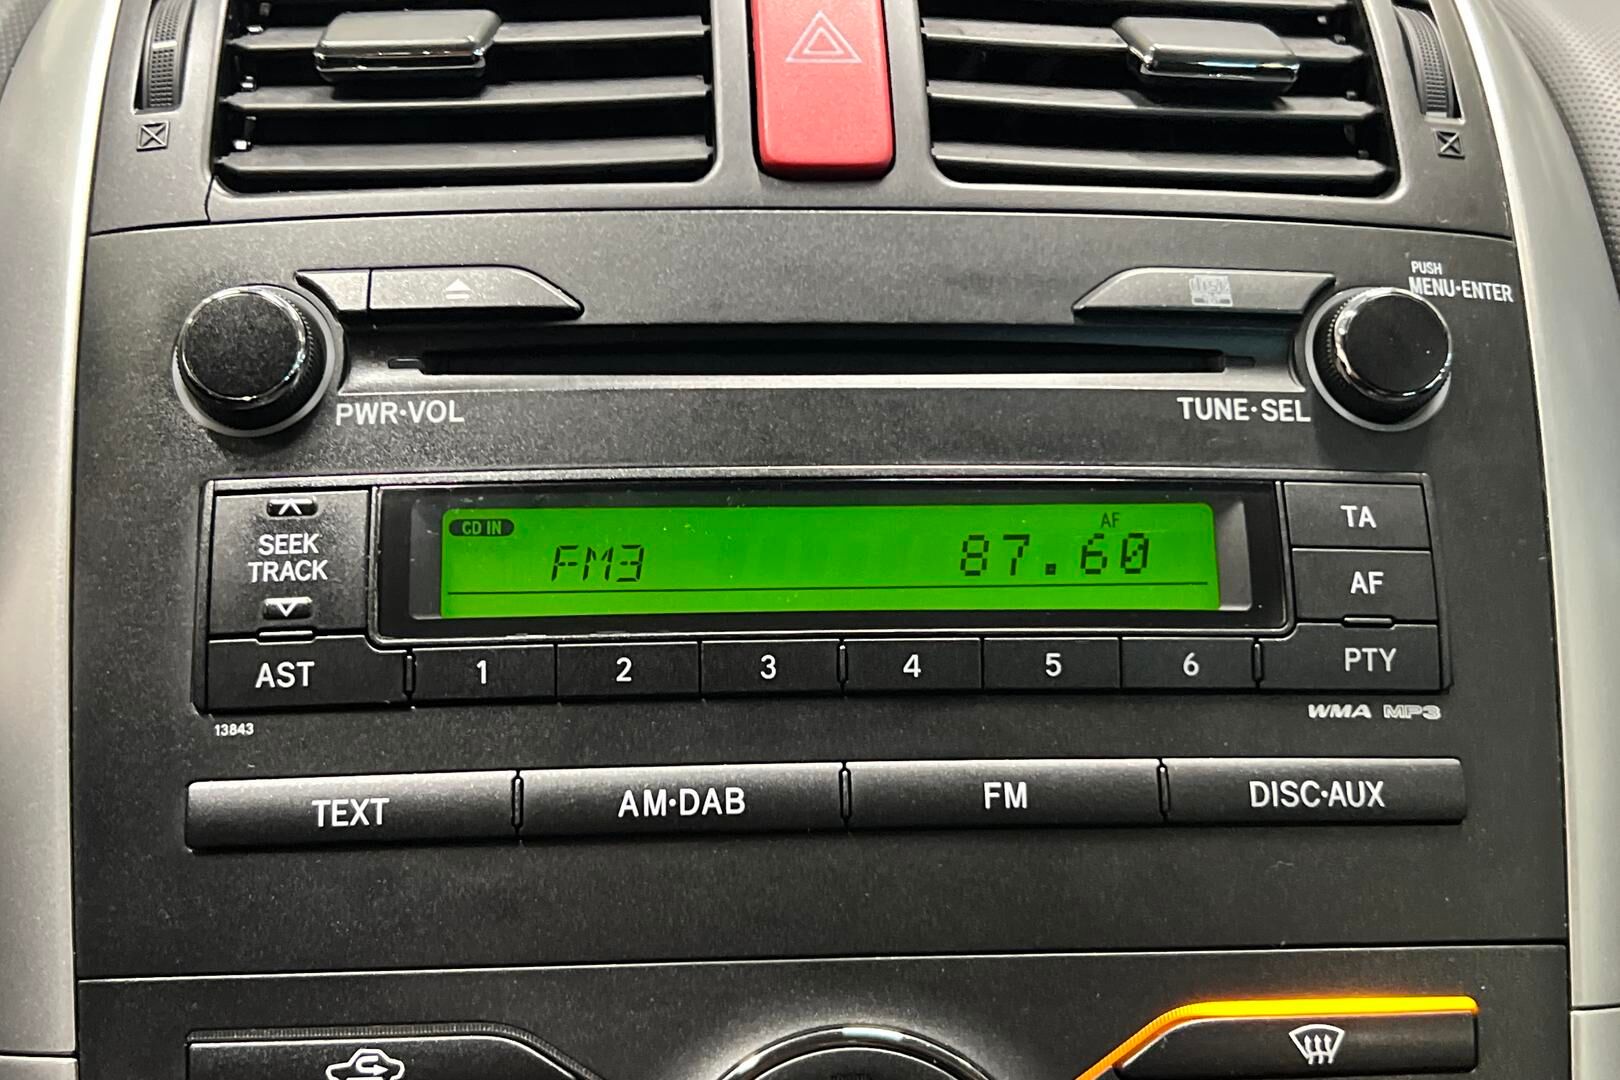 PUSH
MENU•ENTER
PWR•VOL
TUNE•SEL
SEEK
TRACK
CD IN
AF
FM3
87.60
TA
AF
PTY
AST
1
2
3
4
5
6
13843
WMA MP3
TEXT
AM•DAB
FM
DISC•AUX